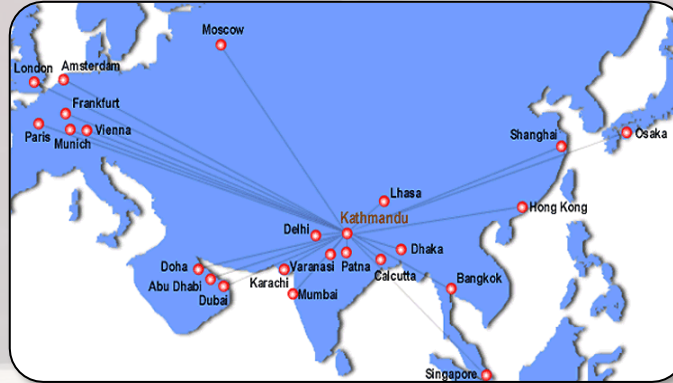 Moscow
London
Amsterdam
Frankfurt
Paris
Munich
Vienna
Shanghai
Osaka
Lhasa
Kathmandu
Hong Kong
Delhi
Dhaka
Doha
Varanasi
Patna
Calcutta
Abu Dhabi
Karachi
Bangkok
Dubai
Mumbai
Singapore